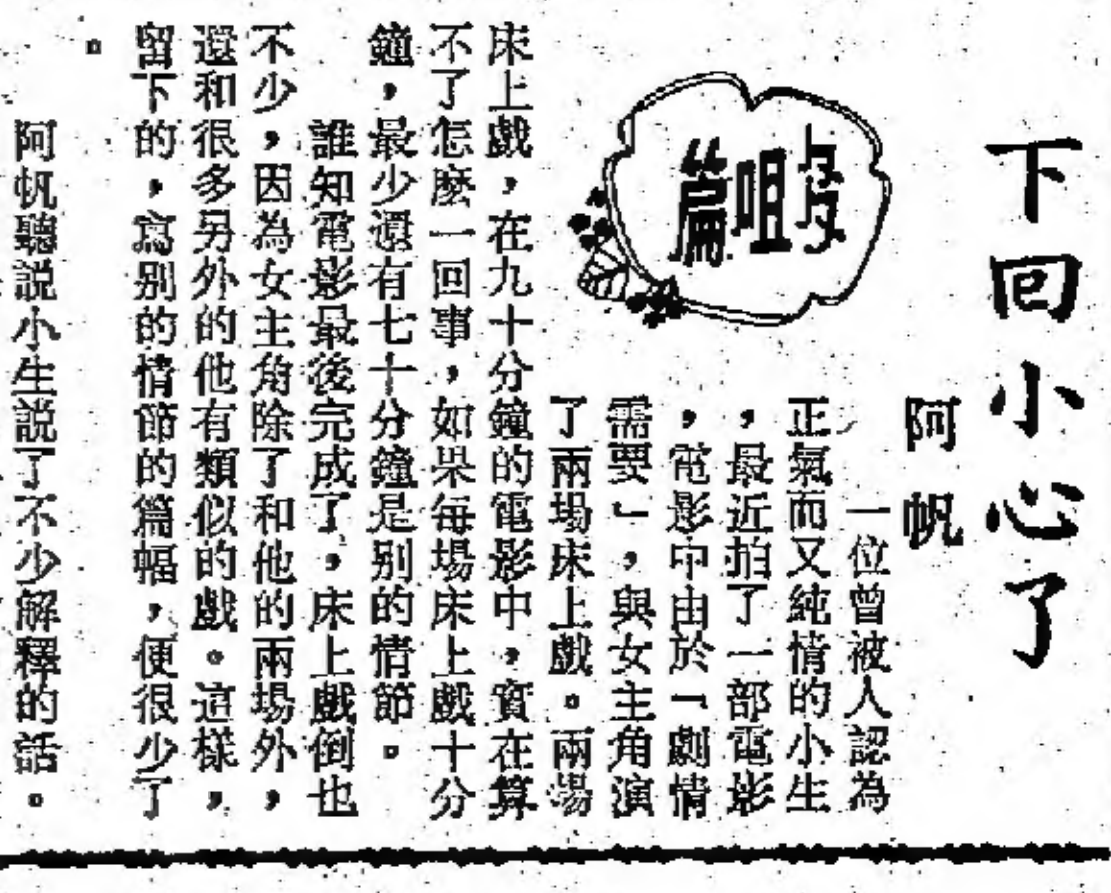 下回小心了
阿帆
咀篇
一位曾被人認為
正氣而又純情的小生
，最近拍了一部電影
，電影中由於「劇情
需要」，與女主角演
了兩場床上戲。兩場
床上戲，在九十分鐘的電影中，實在算
不了怎麽一回事，如果每場床上戲十分
鐘，最少還有七十分鐘是别的情節。
誰知電影最後完成了，床上戲倒也
不少，因為女主角除了和他的兩場外，
還和很多另外的他有類似的戲。這樣，
留下的，寫别的情節的篇幅，便很少了
。
阿帆聽説小生説了不少解釋的話。